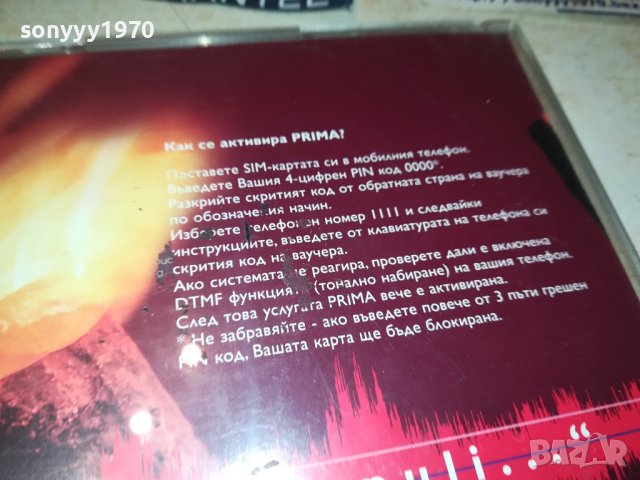 sonyyy1970
Как се активира PRIMA?
Поставете SIM-картата си в мобилния телефон.
Въведете Вашия 4-цифрен PIN код 0000*.
Разкрийте скритият код от обратната страна на ваучера
по обозначения начин.
Изберете телефонен номер 1111 и следвайки
инструкциите, въведете от клавиатурата на телефона си
скрития код на ваучера.
Ако системата не реагира, проверете дали е включена
DTMF функция (тонално набиране) на вашия телефон.
След това услугата PRIMA вече е активирана.
* Не забравяйте - ако въведете повече от 3 пъти грешен
PIN код, Вашата карта ще бъде блокирана.
BAZAR